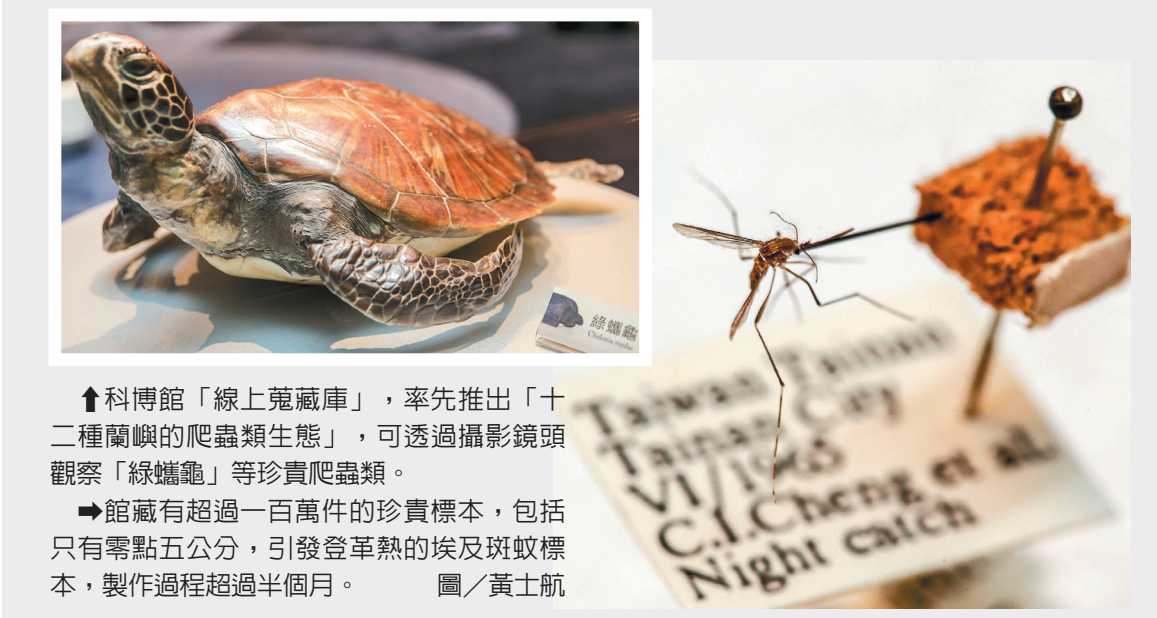 綠蠵龜
Chelonia mydas
⬆科博館「線上蒐藏庫」，率先推出「十
二種蘭嶼的爬蟲類生態」，可透過攝影鏡頭
觀察「綠蠵龜」等珍貴爬蟲類。
➡館藏有超過一百萬件的珍貴標本，包括
只有零點五公分，引發登革熱的埃及斑蚊標
本，製作過程超過半個月。 圖／黃士航
Taiwan Tainan
Tainan City
VI/1965
C.I.Cheng et al.
Night catch